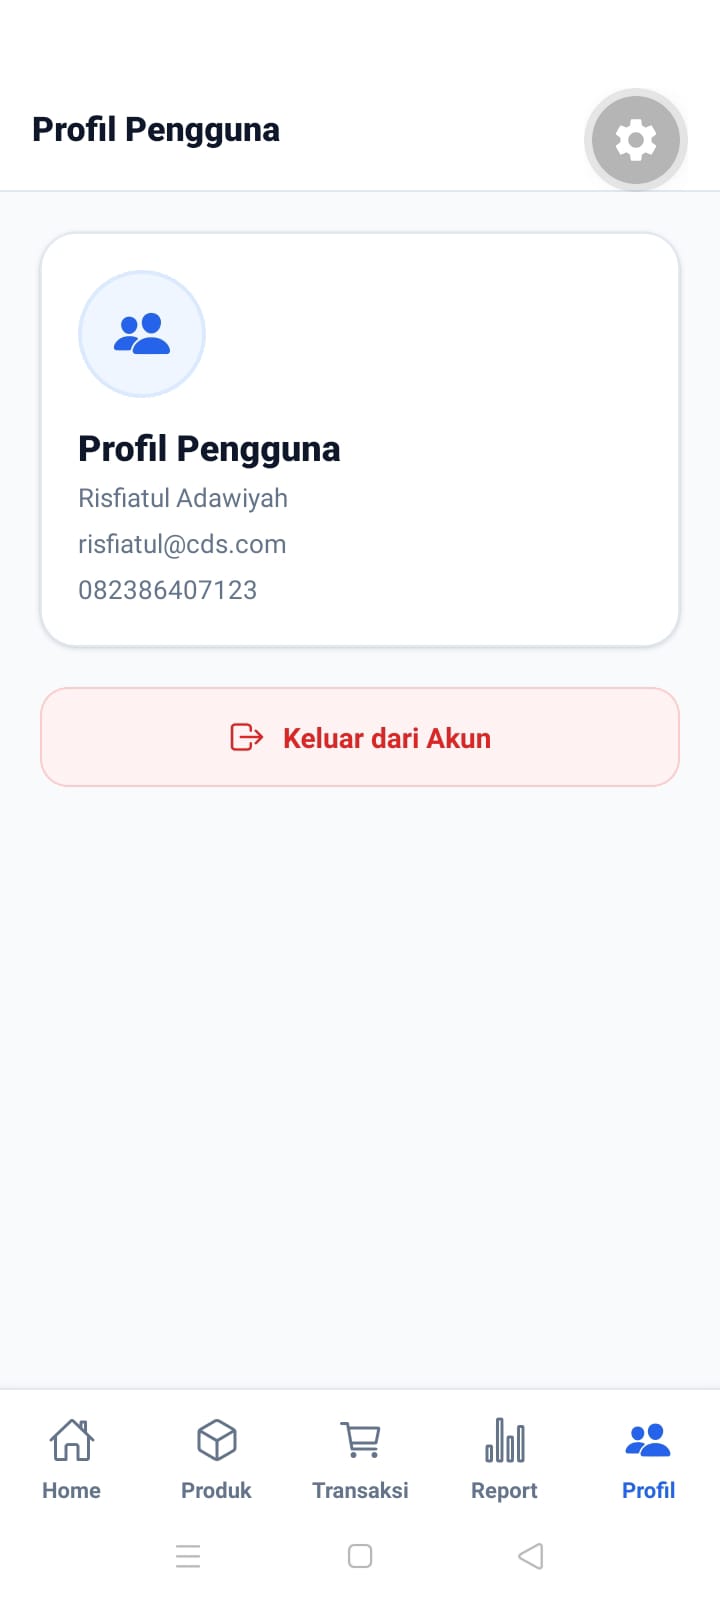 Profil Pengguna
Profil Pengguna
Risfiatul Adawiyah
risfiatul@cds.com
082386407123
Keluar dari Akun
Home
Produk
Transaksi
Report
Profil